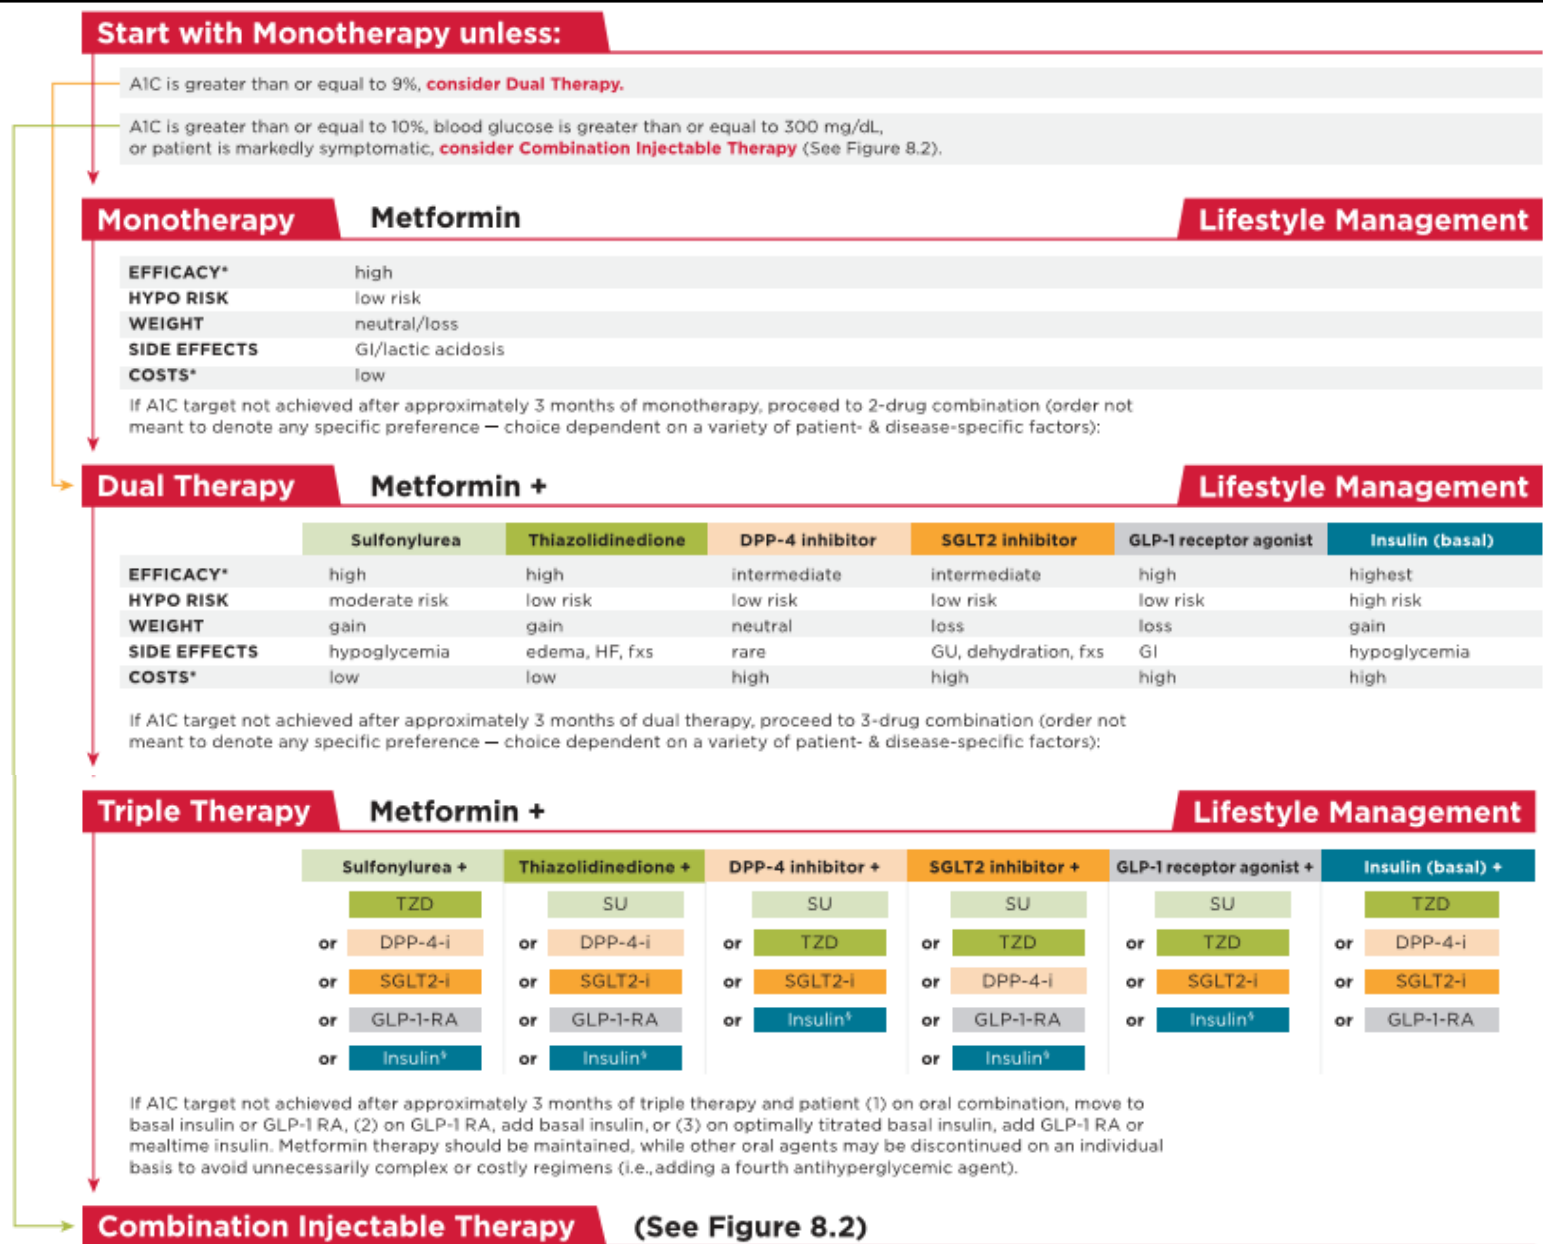 Start with Monotherapy unless:
A1C is greater than or equal to 9%, consider Dual Therapy.
A1C is greater than or equal to 10%, blood glucose is greater than or equal to 300 mg/dL,
or patient is markedly symptomatic, consider Combination Injectable Therapy (See Figure 8.2).
Monotherapy Metformin Lifestyle Management
EFFICACY* high
HYPO RISK low risk
WEIGHT neutral/loss
SIDE EFFECTS GI/lactic acidosis
COSTS* low
If A1C target not achieved after approximately 3 months of monotherapy, proceed to 2-drug combination (order not
meant to denote any specific preference — choice dependent on a variety of patient- & disease-specific factors):
Dual Therapy Metformin + Lifestyle Management
Sulfonylurea Thiazolidinedione DPP-4 inhibitor SGLT2 inhibitor GLP-1 receptor agonist Insulin (basal)
EFFICACY* high high intermediate intermediate high highest
HYPO RISK moderate risk low risk low risk low risk low risk high risk
WEIGHT gain gain neutral loss loss gain
SIDE EFFECTS hypoglycemia edema, HF, fxs rare GU, dehydration, fxs GI hypoglycemia
COSTS* low low high high high high
If A1C target not achieved after approximately 3 months of dual therapy, proceed to 3-drug combination (order not
meant to denote any specific preference — choice dependent on a variety of patient- & disease-specific factors):
Triple Therapy Metformin + Lifestyle Management
Sulfonylurea + Thiazolidinedione + DPP-4 inhibitor + SGLT2 inhibitor + GLP-1 receptor agonist + Insulin (basal) +
TZD SU SU SU SU TZD
or DPP-4-i or DPP-4-i or TZD or TZD or TZD or DPP-4-i
or SGLT2-i or SGLT2-i or SGLT2-i or DPP-4-i or SGLT2-i or SGLT2-i
or GLP-1-RA or GLP-1-RA or Insulin§ or GLP-1-RA or Insulin§ or GLP-1-RA
or Insulin§ or Insulin§ or Insulin§
If A1C target not achieved after approximately 3 months of triple therapy and patient (1) on oral combination, move to
basal insulin or GLP-1 RA, (2) on GLP-1 RA, add basal insulin, or (3) on optimally titrated basal insulin, add GLP-1 RA or
mealtime insulin. Metformin therapy should be maintained, while other oral agents may be discontinued on an individual
basis to avoid unnecessarily complex or costly regimens (i.e., adding a fourth antihyperglycemic agent).
Combination Injectable Therapy (See Figure 8.2)